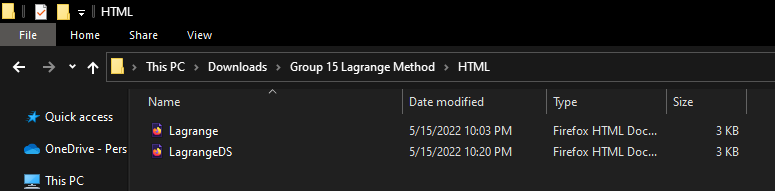 HTML
File Home Share View
This PC Downloads Group 15 Lagrange Method HTML
Name Date modified Type Size
Quick access
Lagrange 5/15/2022 10:03 PM Firefox HTML Doc... 3 KB
OneDrive - Pers
LagrangeDS 5/15/2022 10:20 PM Firefox HTML Doc... 3 KB
This PC